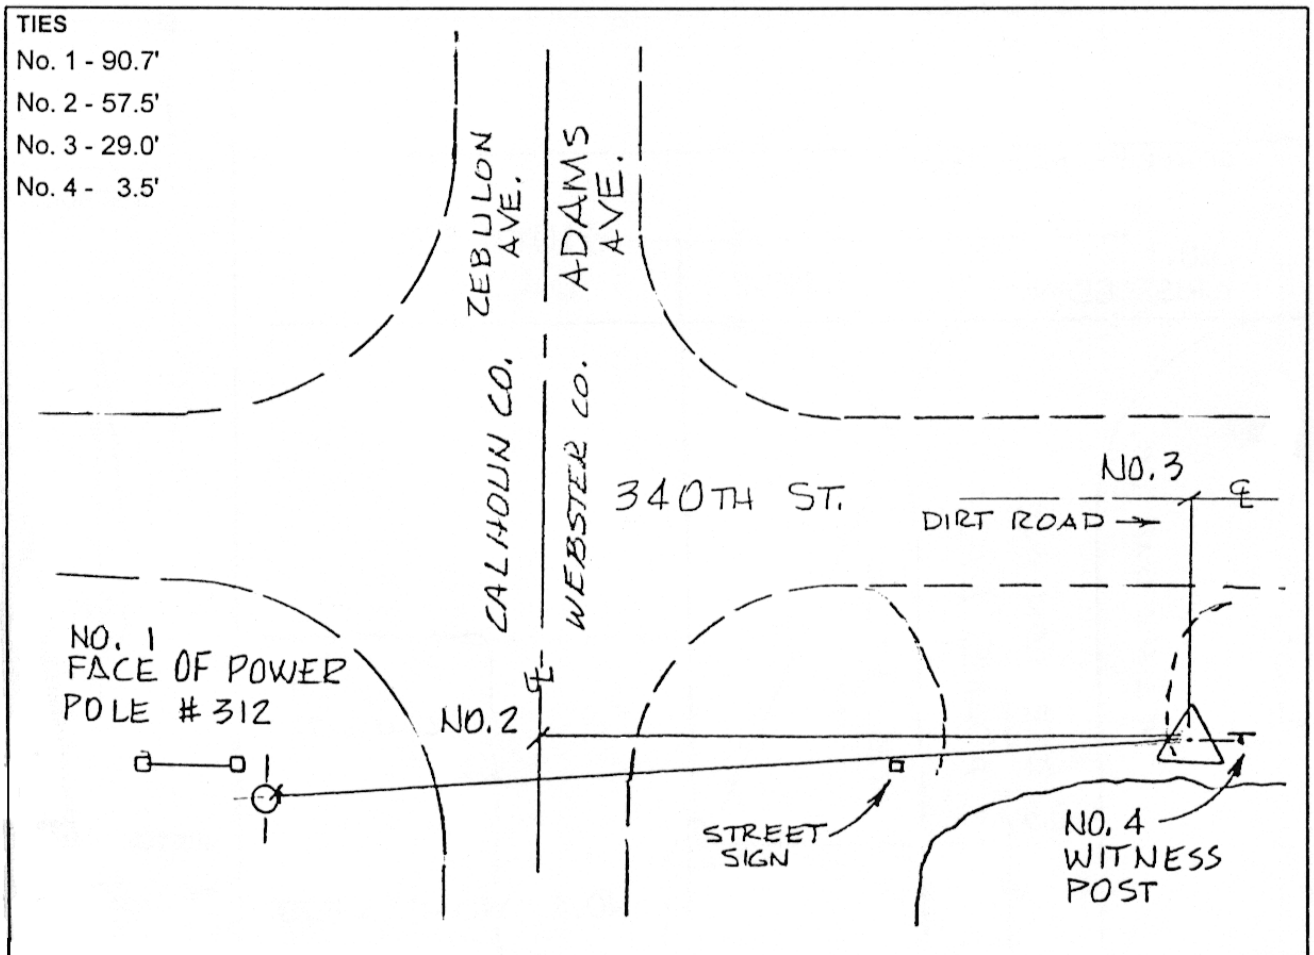 TIES
No. 1 - 90.7'
No. 2 - 57.5'
No. 3 - 29.0'
No. 4 - 3.5'
ZEBULON
AVE.
ADAMS
AVE.
CALHOUN CO.
WEBSTER CO.
340TH ST.
NO.3
℄
DIRT ROAD
NO. 1
FACE OF POWER
POLE #312
℄
NO.2
STREET
SIGN
NO. 4
WITNESS
POST